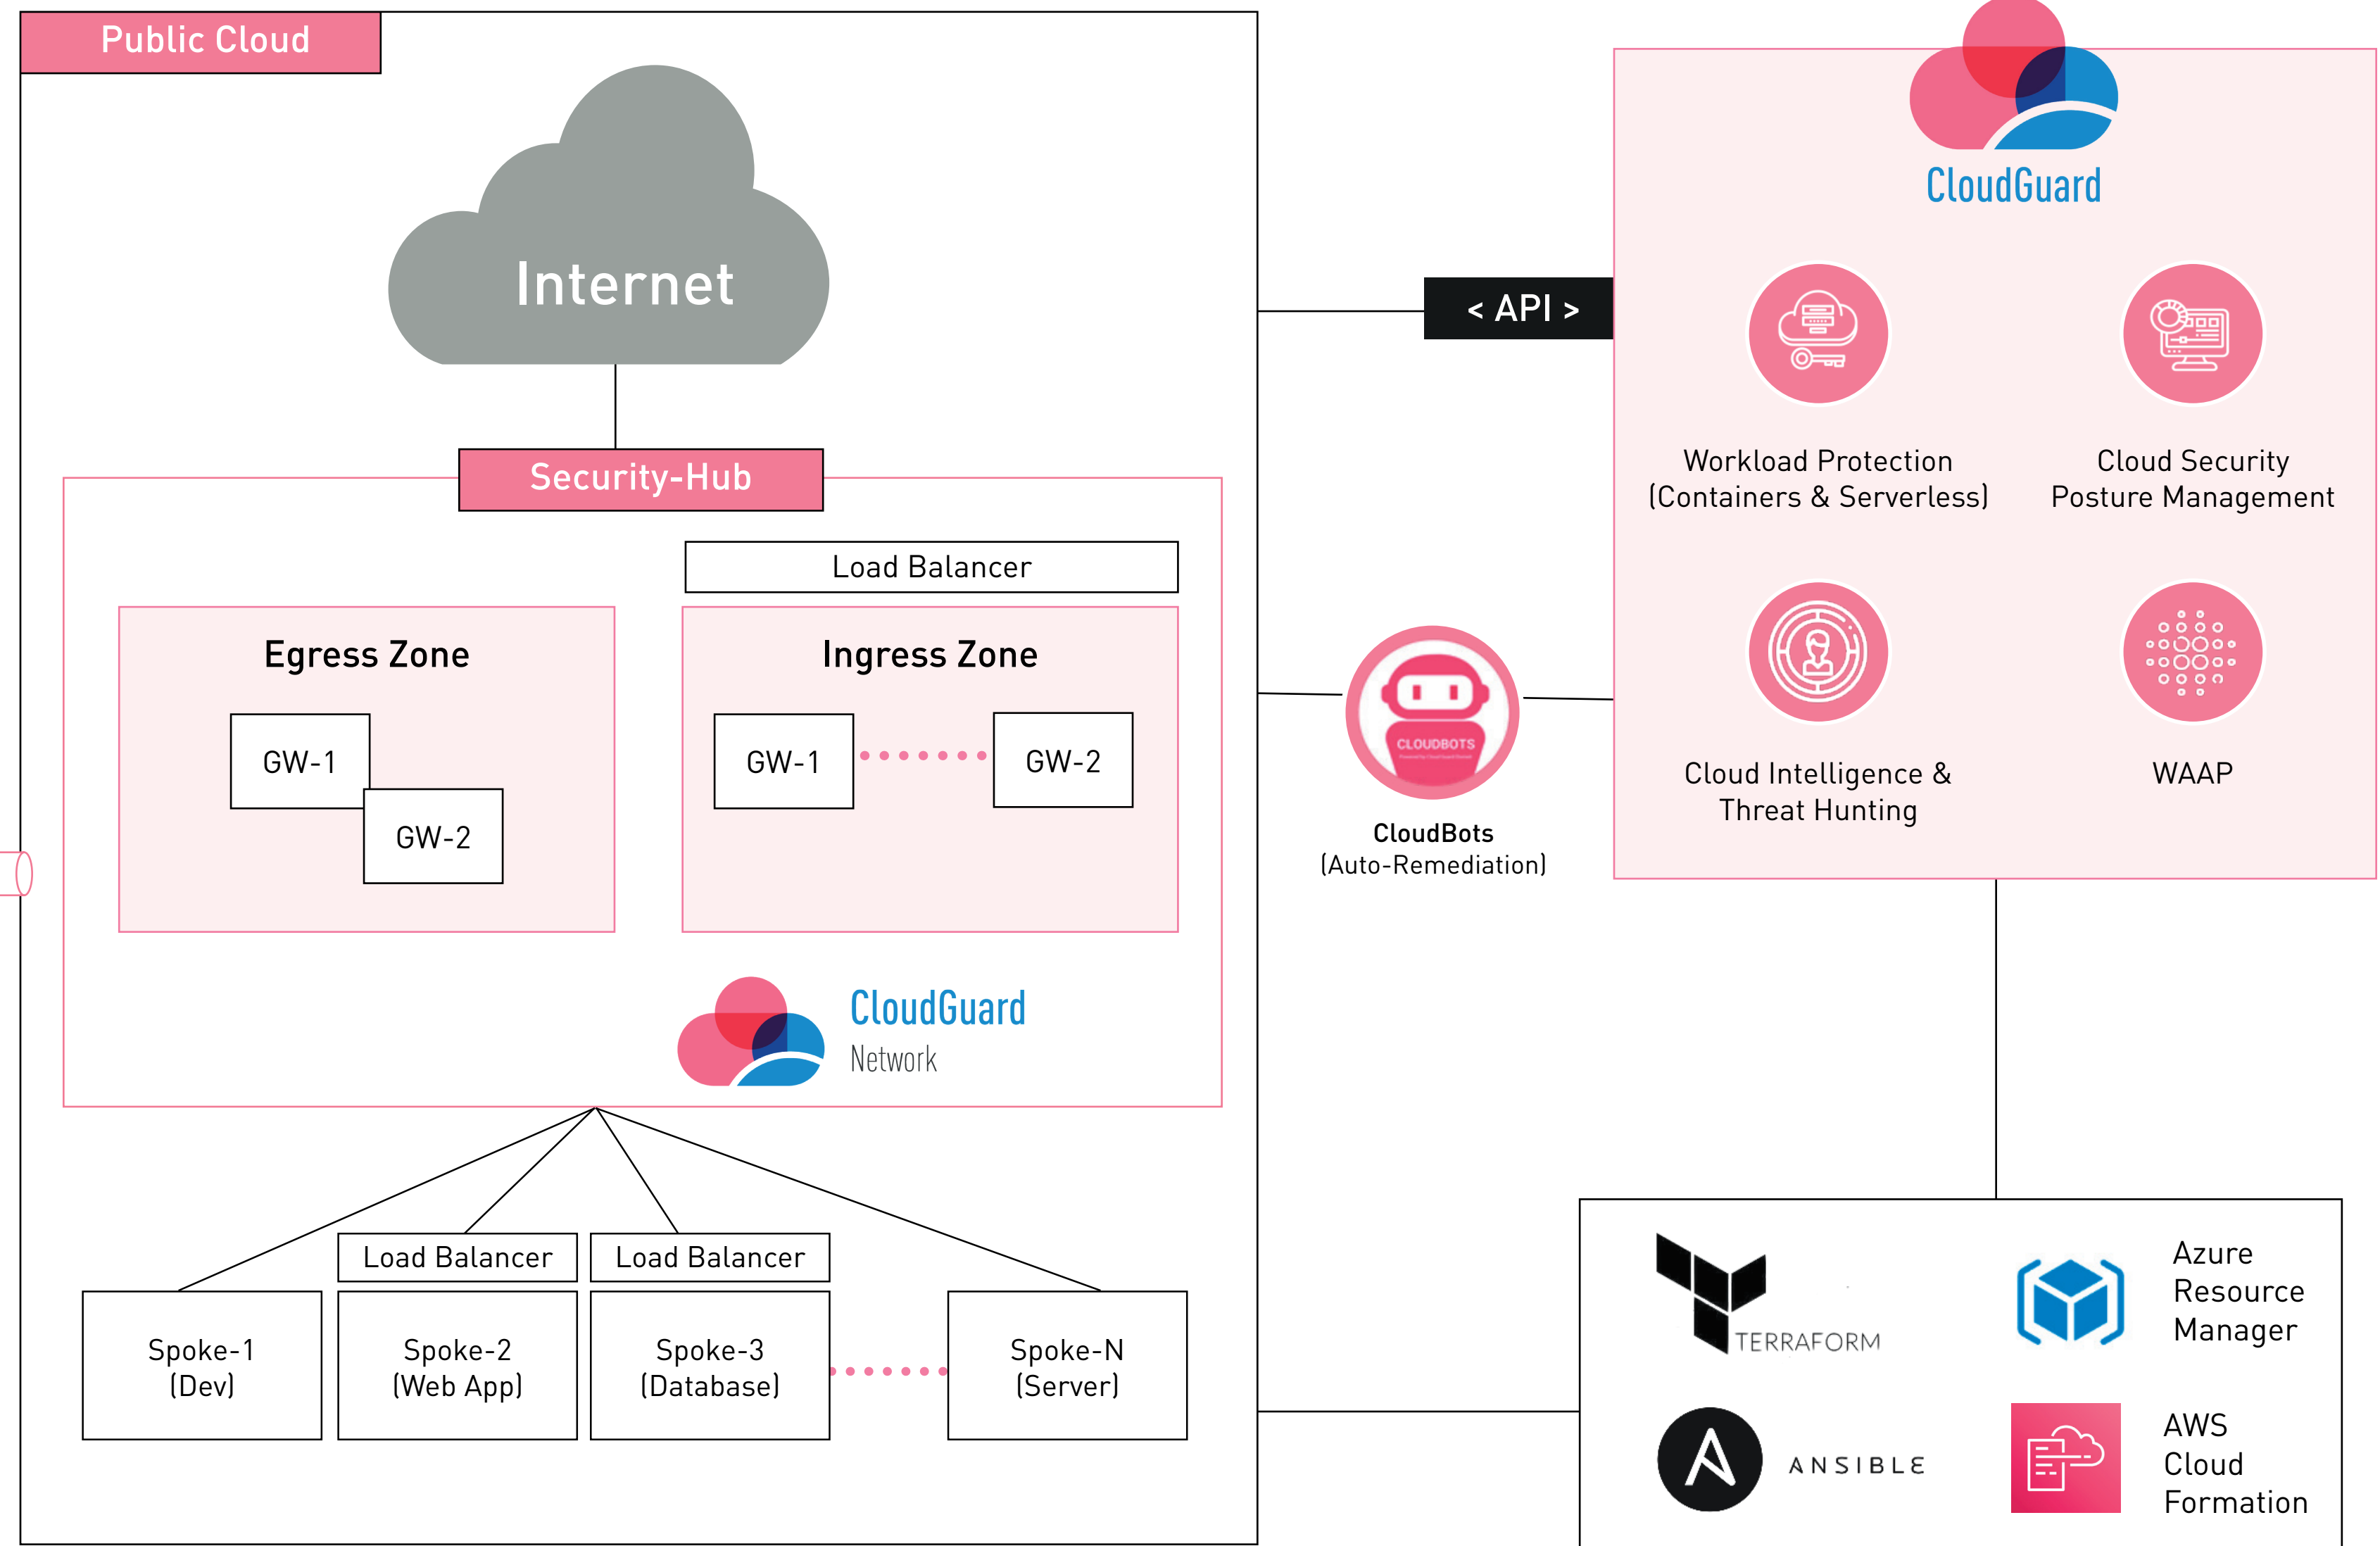 Public Cloud
Internet
Security-Hub
Load Balancer
Egress Zone
GW-1
GW-2
Ingress Zone
GW-1
GW-2
CloudGuard
Network
Load Balancer
Load Balancer
Spoke-1
(Dev)
Spoke-2
(Web App)
Spoke-3
(Database)
Spoke-N
(Server)
< API >
CLOUDBOTS
CloudBots
(Auto-Remediation)
CloudGuard
Workload Protection
(Containers & Serverless)
Cloud Security
Posture Management
Cloud Intelligence &
Threat Hunting
WAAP
TERRAFORM
Azure
Resource
Manager
ANSIBLE
AWS
Cloud
Formation